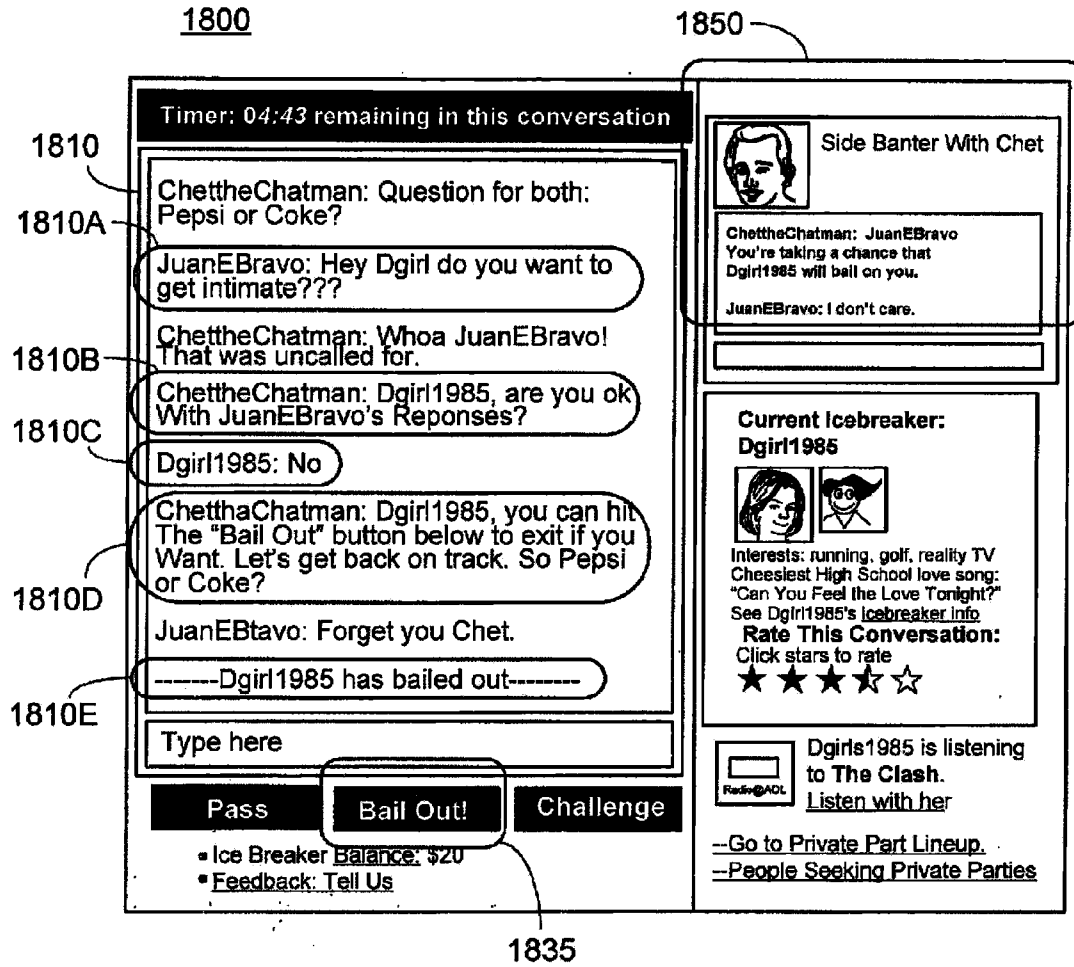 1800
1850
Timer: 04:43 remaining in this conversation
1810
ChettheChatman: Question for both:
Pepsi or Coke?
1810A
JuanEBravo: Hey Dgirl do you want to
get intimate???
ChettheChatman: Whoa JuanEBravo!
That was uncalled for.
1810B
ChettheChatman: Dgirl1985, are you ok
With JuanEBravo's Reponses?
1810C
Dgirl1985: No
ChetthaChatman: Dgirl1985, you can hit
The "Bail Out" button below to exit if you
Want. Let's get back on track. So Pepsi
or Coke?
1810D
JuanEBtavo: Forget you Chet.
-------Dgirl1985 has bailed out--------
1810E
Type here
Pass
Bail Out!
Challenge
Ice Breaker Balance: $20
Feedback: Tell Us
1835
Side Banter With Chet
ChettheChatman: JuanEBravo
You're taking a chance that
Dgirl1985 will bail on you.
JuanEBravo: I don't care.
Current Icebreaker:
Dgirl1985
Interests: running, golf, reality TV
Cheesiest High School love song:
"Can You Feel the Love Tonight?"
See Dgirl1985's icebreaker info
Rate This Conversation:
Click stars to rate
Radio@AOL
Dgirls1985 is listening
to The Clash.
Listen with her
--Go to Private Part Lineup.
--People Seeking Private Parties